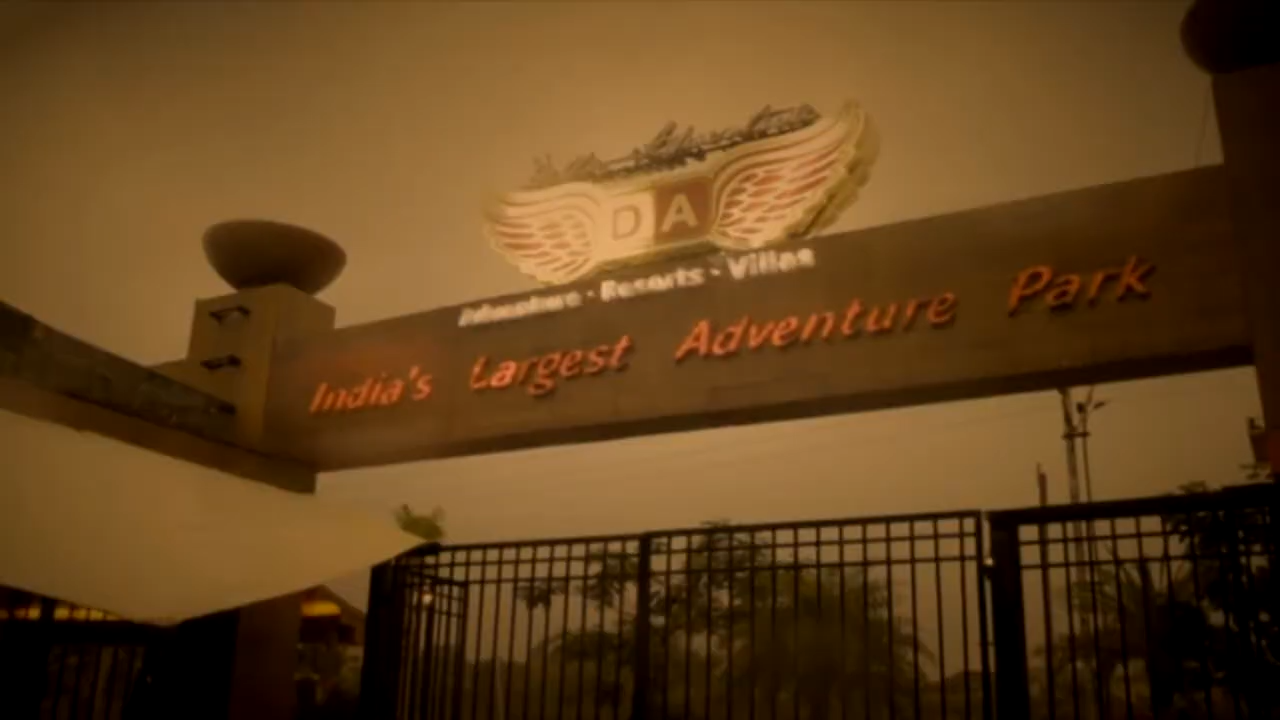 DA
Adventure · Resorts · Villas
India's Largest Adventure Park